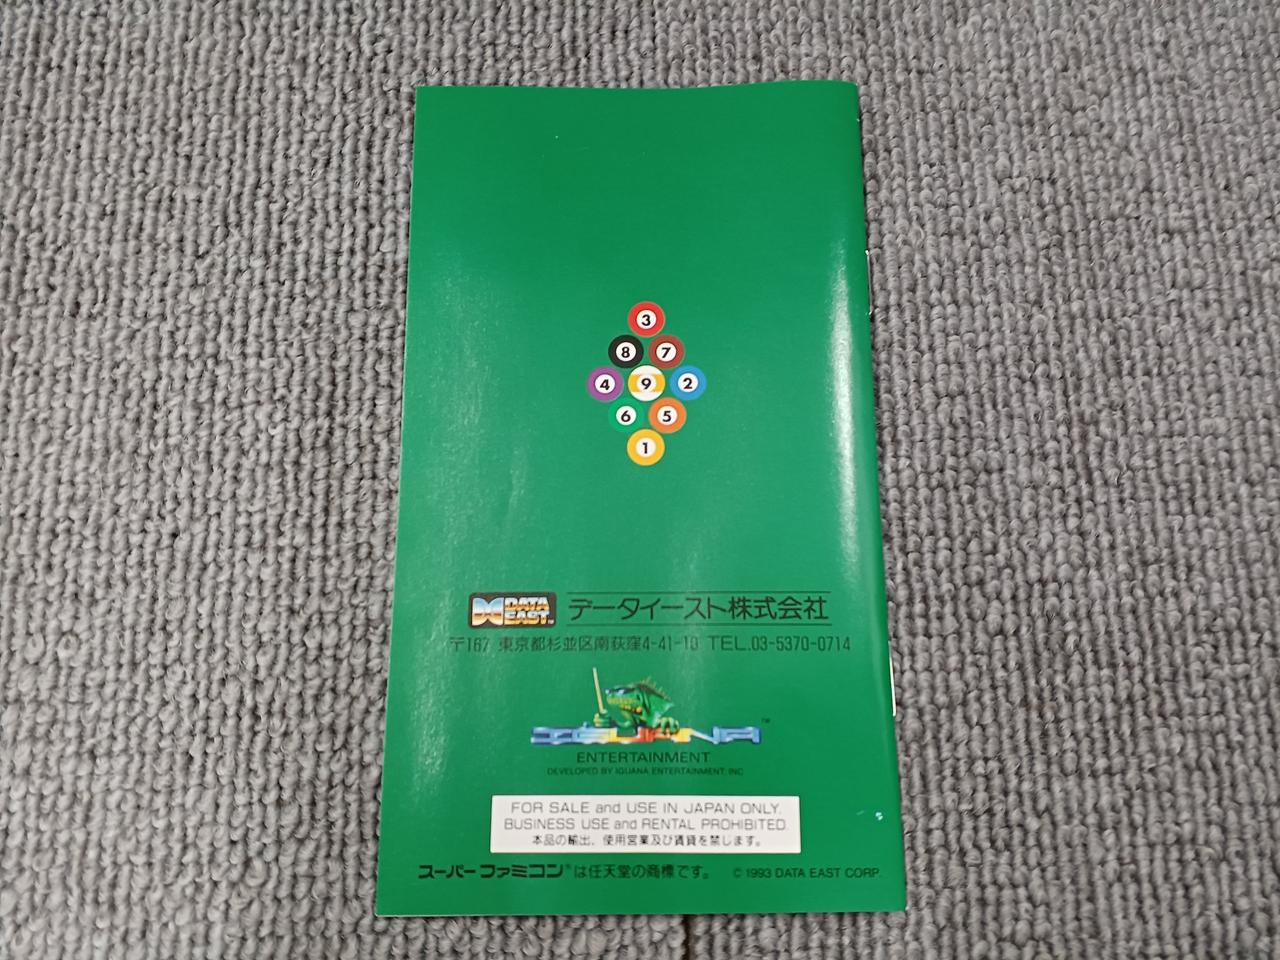 3
8 7
4 9 2
6 5
1
DATA EAST™ データイースト株式会社
〒167 東京都杉並区南荻窪4-41-10 TEL.03-5370-0714
IGUANA™
ENTERTAINMENT
DEVELOPED BY IGUANA ENTERTAINMENT, INC
FOR SALE and USE IN JAPAN ONLY.
BUSINESS USE and RENTAL PROHIBITED.
本品の輸出、使用営業及び賃貸を禁じます。
スーパーファミコン®は任天堂の商標です。 © 1993 DATA EAST CORP.